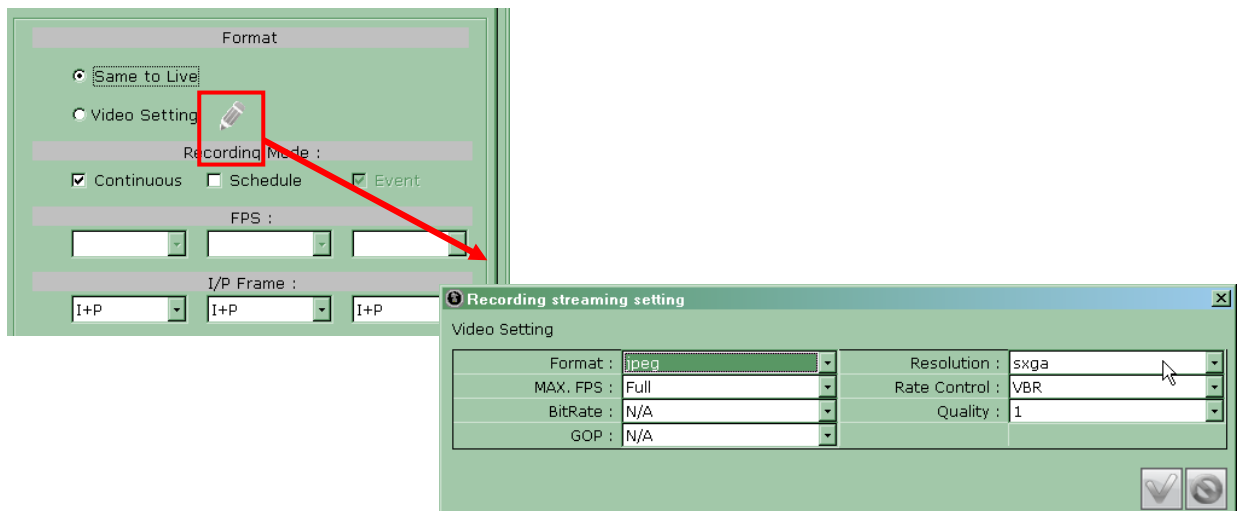 Format
Same to Live
Video Setting
Recording Mode :
Continuous Schedule Event
FPS :
I/P Frame :
I+P I+P I+P
Recording streaming setting
Video Setting
Format : jpeg Resolution : sxga
MAX. FPS : Full Rate Control : VBR
BitRate : N/A Quality : 1
GOP : N/A